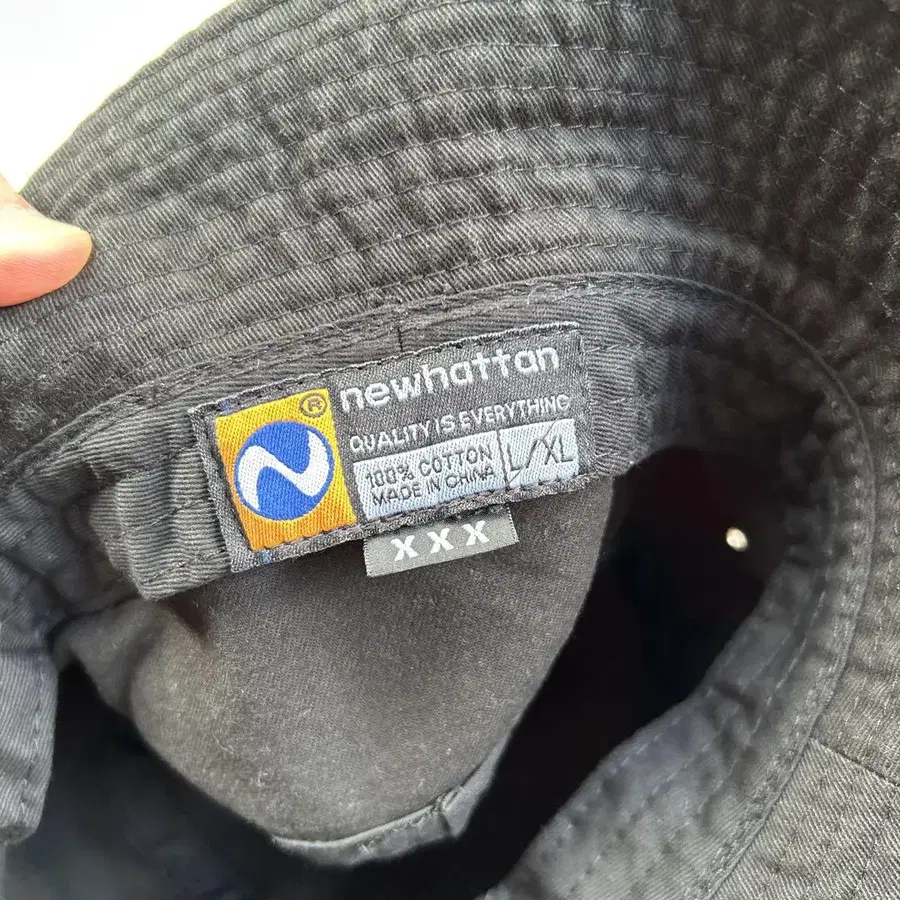 ®
newhattan
QUALITY IS EVERYTHING
100% COTTON
MADE IN CHINA
L/XL
XXX